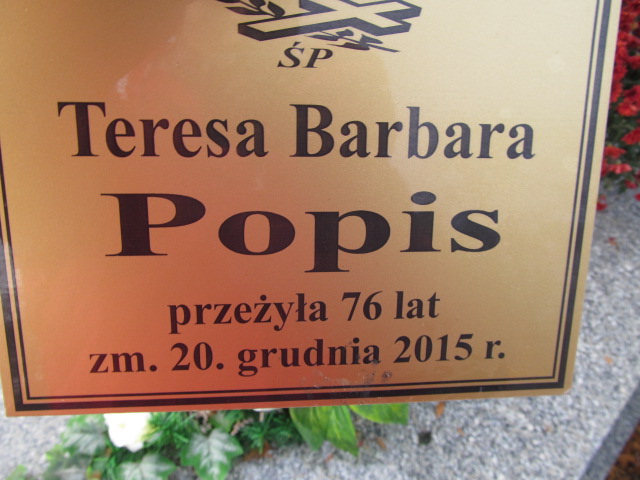 ŚP
Teresa Barbara
Popis
przeżyła 76 lat
zm. 20. grudnia 2015 r.